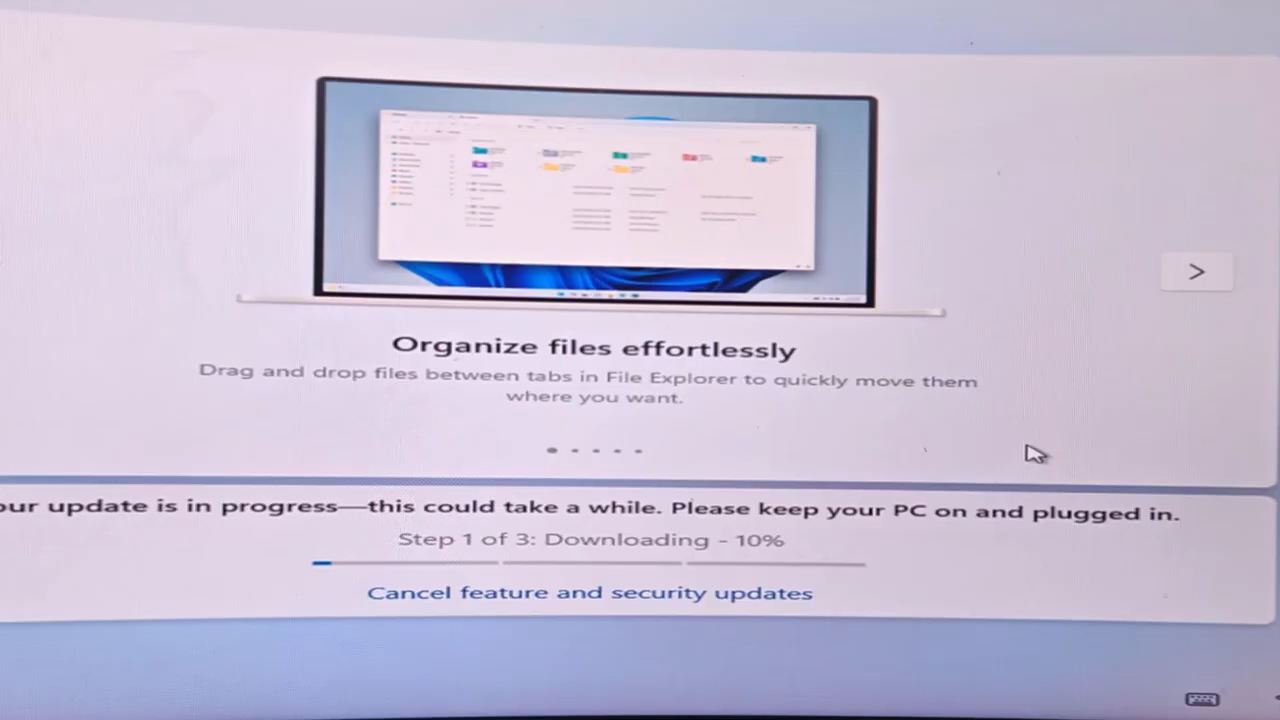 Organize files effortlessly
Drag and drop files between tabs in File Explorer to quickly move them
where you want.
our update is in progress—this could take a while. Please keep your PC on and plugged in.
Step 1 of 3: Downloading - 10%
Cancel feature and security updates